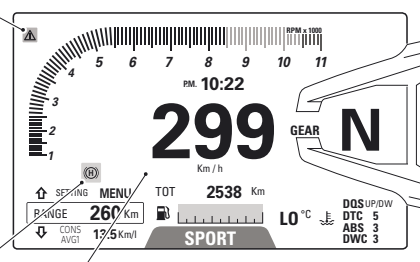 RPM x 1000
1 2 3 4 5 6 7 8 9 10 11
P.M. 10:22
299
Km / h
GEAR N
(H)
SETTING MENU
TOT 2538 Km
RANGE 260 Km
CONS AVG1 13.5 Km/l
LO °C
DQS UP/DW
DTC 5
ABS 3
DWC 3
SPORT